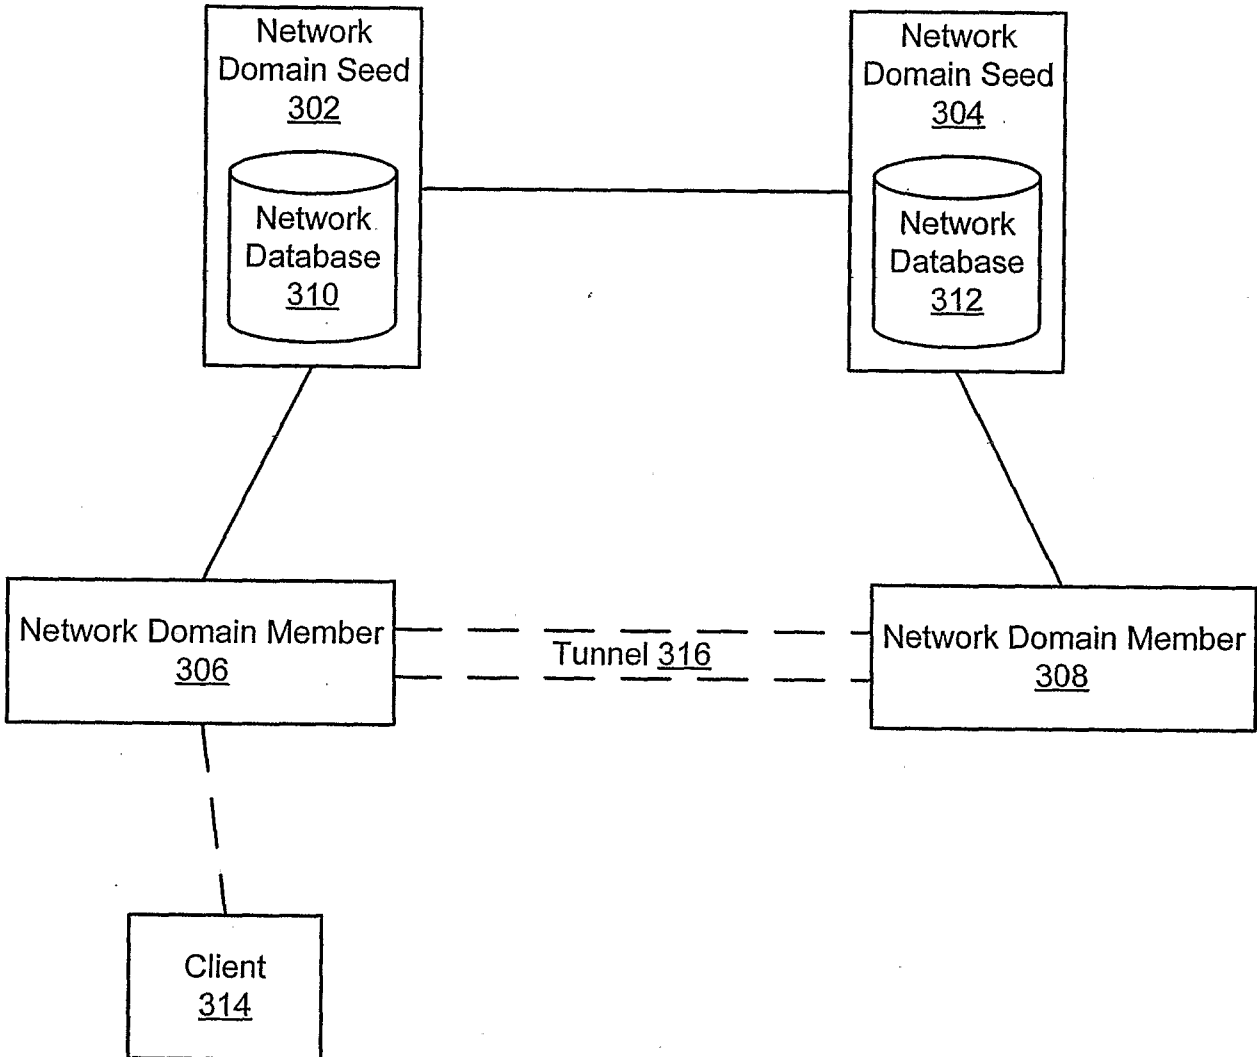 Network
Domain Seed
302
Network
Database
310
Network
Domain Seed
304
Network
Database
312
Network Domain Member
306
Tunnel 316
Network Domain Member
308
Client
314